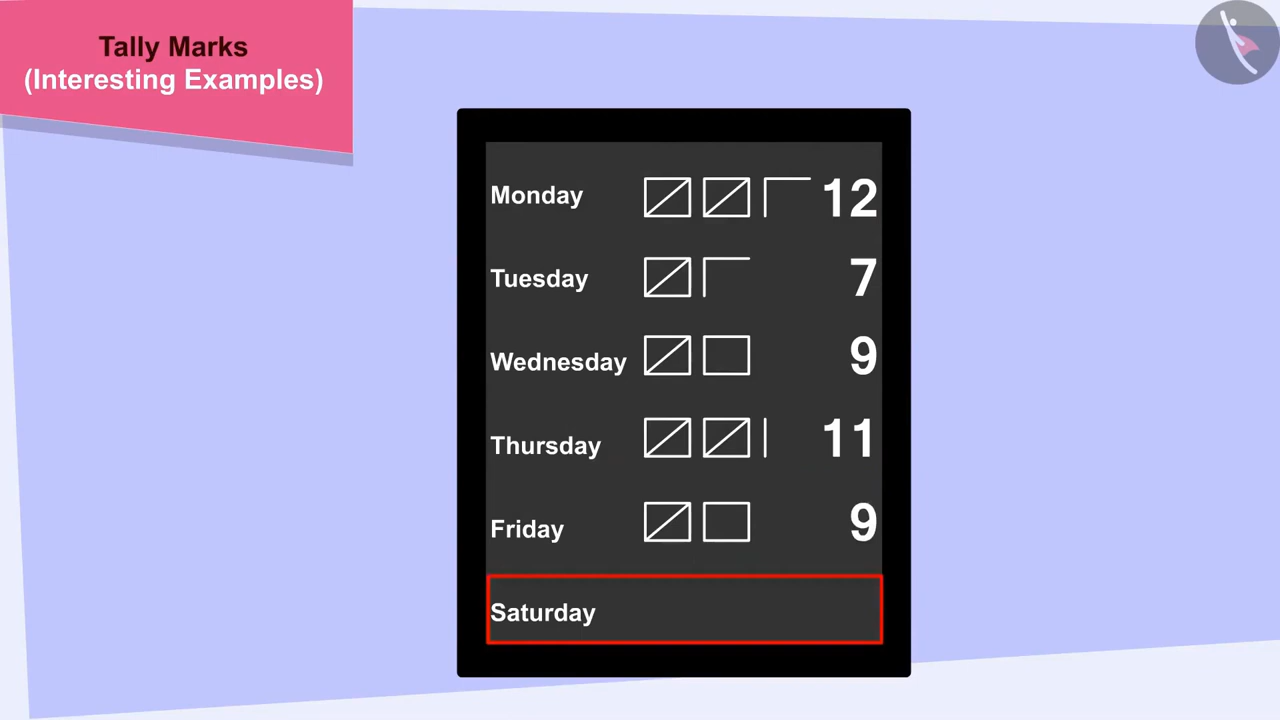 Tally Marks
(Interesting Examples)
Monday 12
Tuesday 7
Wednesday 9
Thursday 11
Friday 9
Saturday